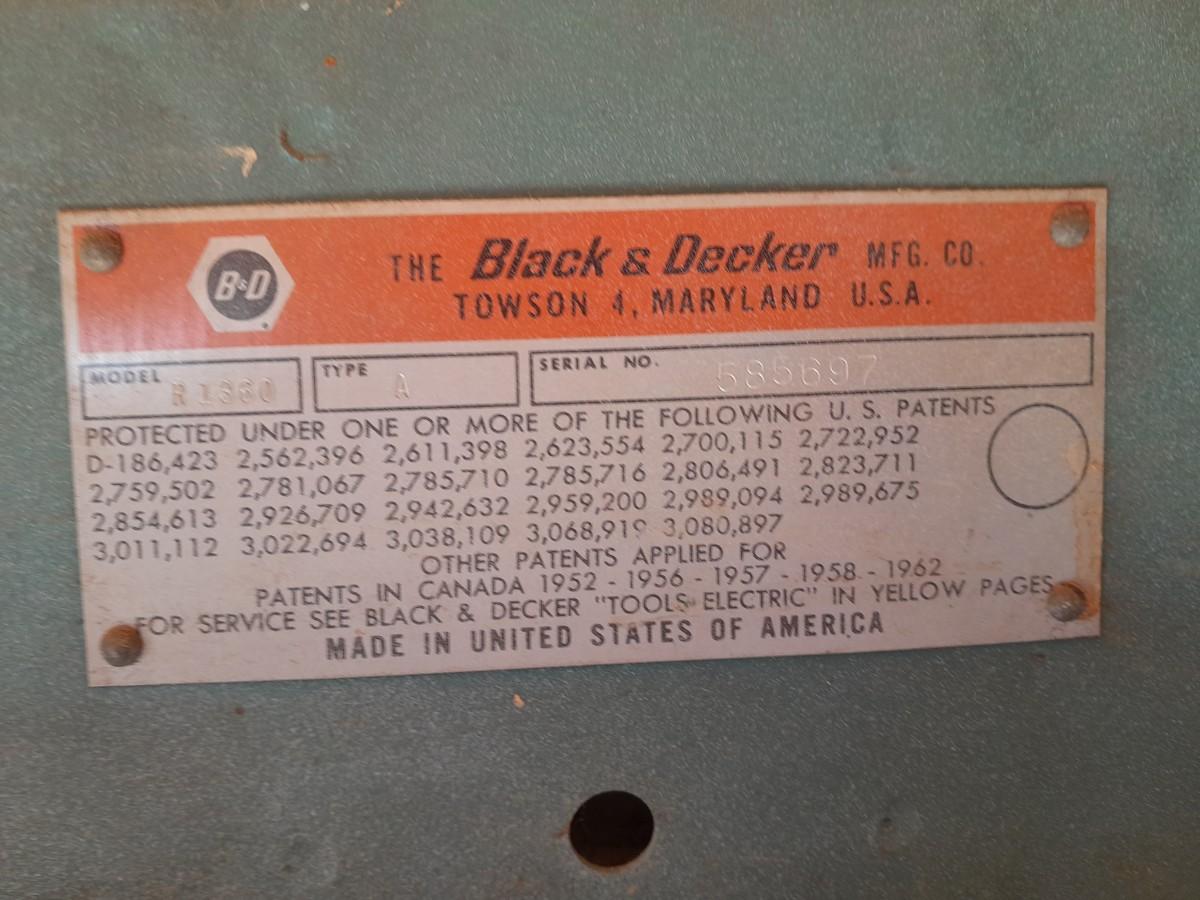 B&D
THE Black & Decker MFG. CO.
TOWSON 4, MARYLAND U.S.A.
MODEL TYPE A SERIAL NO. 585697
PROTECTED UNDER ONE OR MORE OF THE FOLLOWING U. S. PATENTS
D-186,423 2,562,396 2,611,398 2,623,554 2,700,115 2,722,952
2,759,502 2,781,067 2,785,710 2,785,716 2,806,491 2,823,711
2,854,613 2,926,709 2,942,632 2,959,200 2,989,094 2,989,675
3,011,112 3,022,694 3,038,109 3,068,919 3,080,897
OTHER PATENTS APPLIED FOR
PATENTS IN CANADA 1952 - 1956 - 1957 - 1958 - 1962
FOR SERVICE SEE BLACK & DECKER "TOOLS ELECTRIC" IN YELLOW PAGES
MADE IN UNITED STATES OF AMERICA